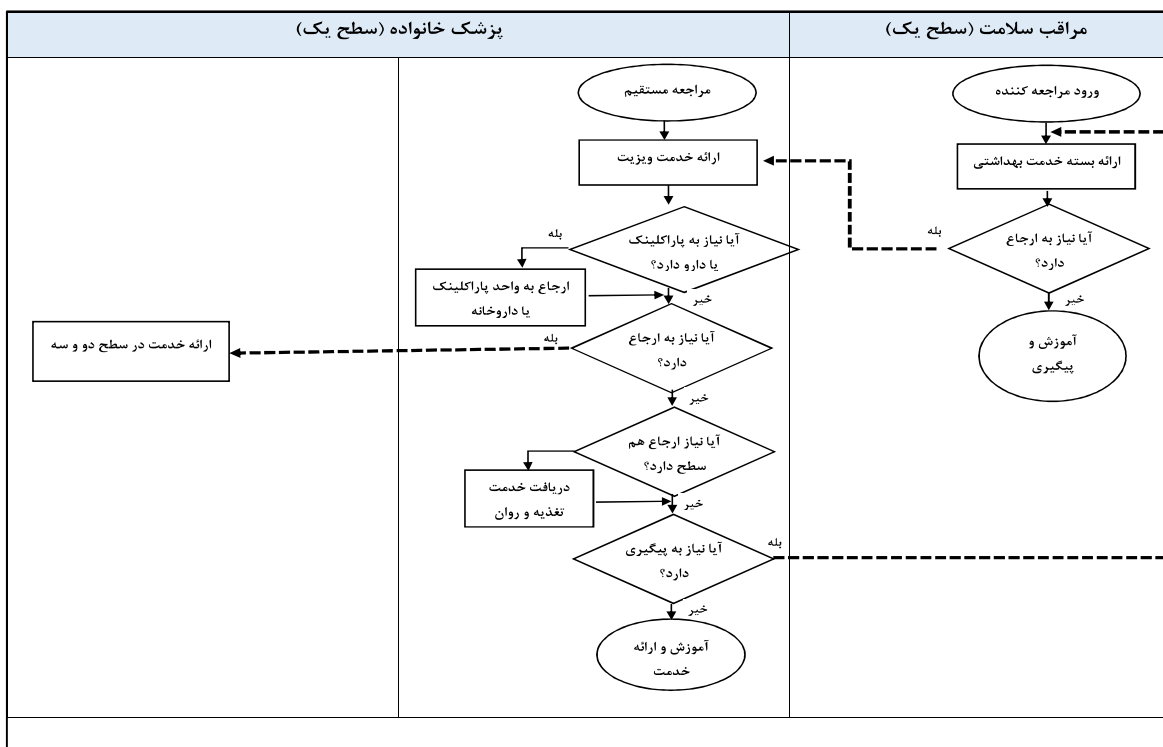 مراقب سلامت (سطح یک)
پزشک خانواده (سطح یک)
ورود مراجعه کننده
ارائه بسته خدمت بهداشتی
آیا نیاز به ارجاع
دارد؟
بله
خیر
آموزش و
پیگیری
مراجعه مستقیم
ارائه خدمت ویزیت
آیا نیاز به پاراکلینک
یا دارو دارد؟
بله
خیر
ارجاع به واحد پاراکلینک
یا داروخانه
آیا نیاز به ارجاع
دارد؟
بله
خیر
ارائه خدمت در سطح دو و سه
آیا نیاز ارجاع هم
سطح دارد؟
خیر
دریافت خدمت
تغذیه و روان
آیا نیاز به پیگیری
دارد؟
بله
خیر
آموزش و ارائه
خدمت